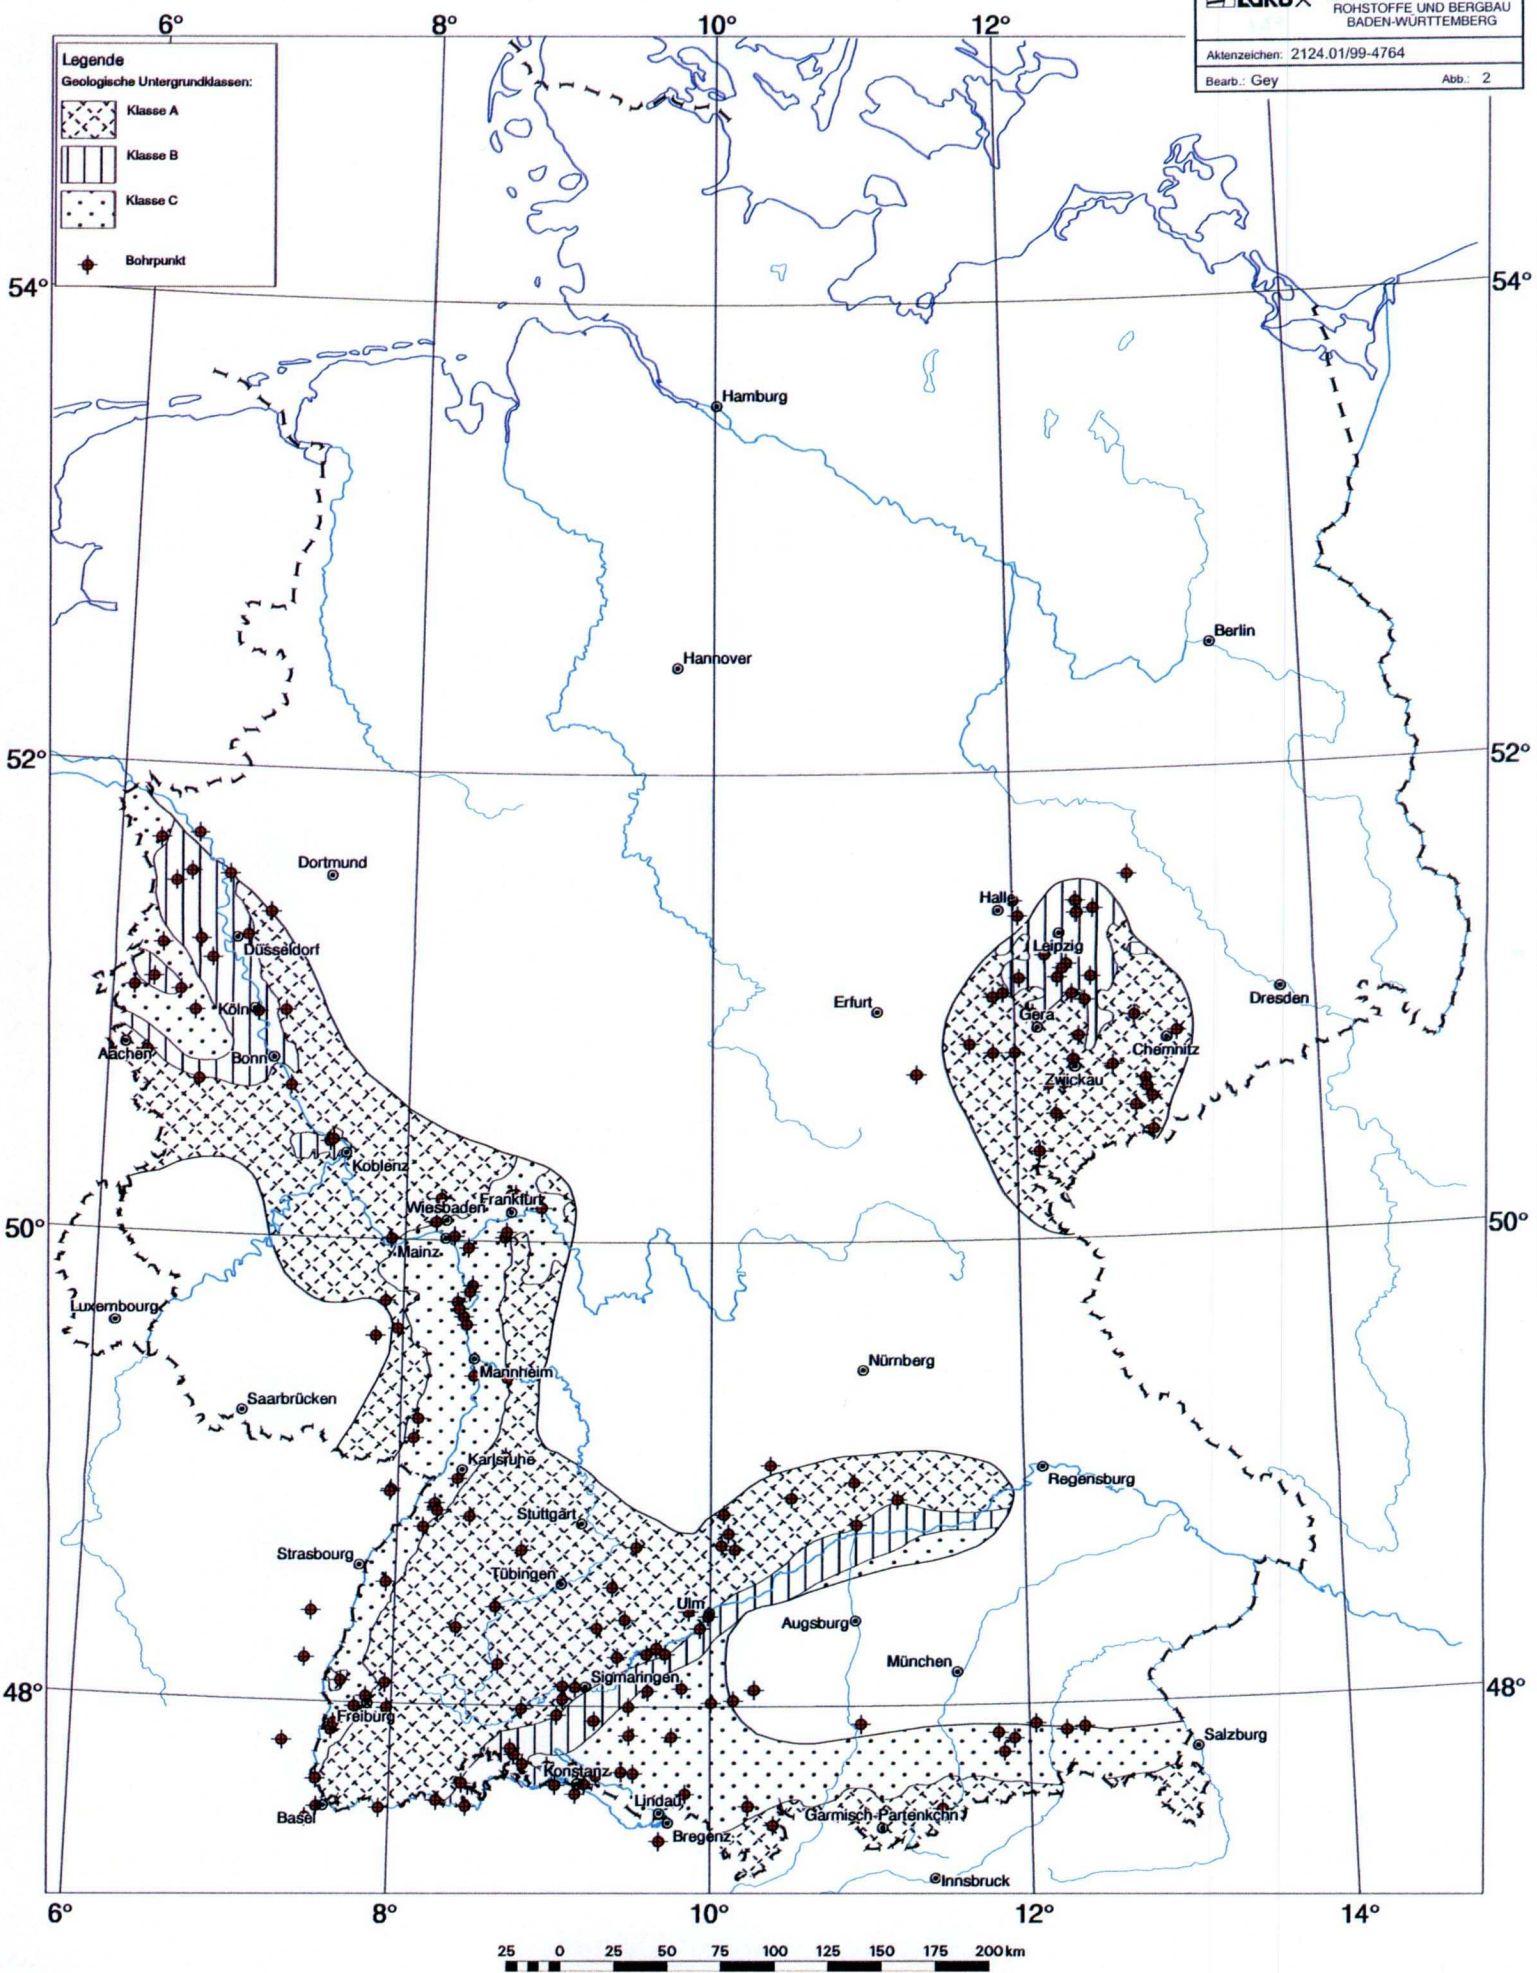 LGRB
ROHSTOFFE UND BERGBAU
BADEN-WÜRTTEMBERG
Aktenzeichen: 2124.01/99-4764
Bearb.: Gey
Abb.: 2
6°
8°
10°
12°
Legende
Geologische Untergrundklassen:
Klasse A
Klasse B
Klasse C
Bohrpunkt
54°
54°
Hamburg
Berlin
Hannover
52°
52°
Dortmund
Halle
Düsseldorf
Leipzig
Dresden
Köln
Erfurt
Gera
Aachen
Bonn
Chemnitz
Zwickau
Koblenz
Wiesbaden
Frankfurt
50°
50°
Mainz
Luxembourg
Nürnberg
Mannheim
Saarbrücken
Karlsruhe
Regensburg
Stuttgart
Strasbourg
Tübingen
Ulm
Augsburg
München
Sigmaringen
48°
48°
Freiburg
Salzburg
Konstanz
Lindau
Basel
Garmisch-Partenkchn
Bregenz
Innsbruck
6°
8°
10°
12°
14°
25 0 25 50 75 100 125 150 175 200 km